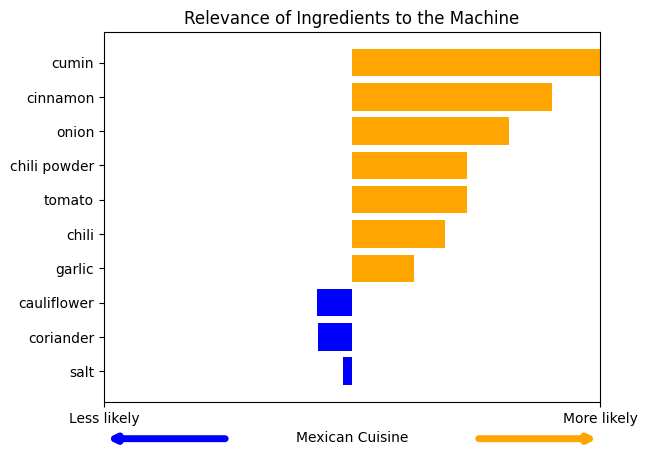 Relevance of Ingredients to the Machine
cumin
cinnamon
onion
chili powder
tomato
chili
garlic
cauliflower
coriander
salt
Less likely
More likely
Mexican Cuisine